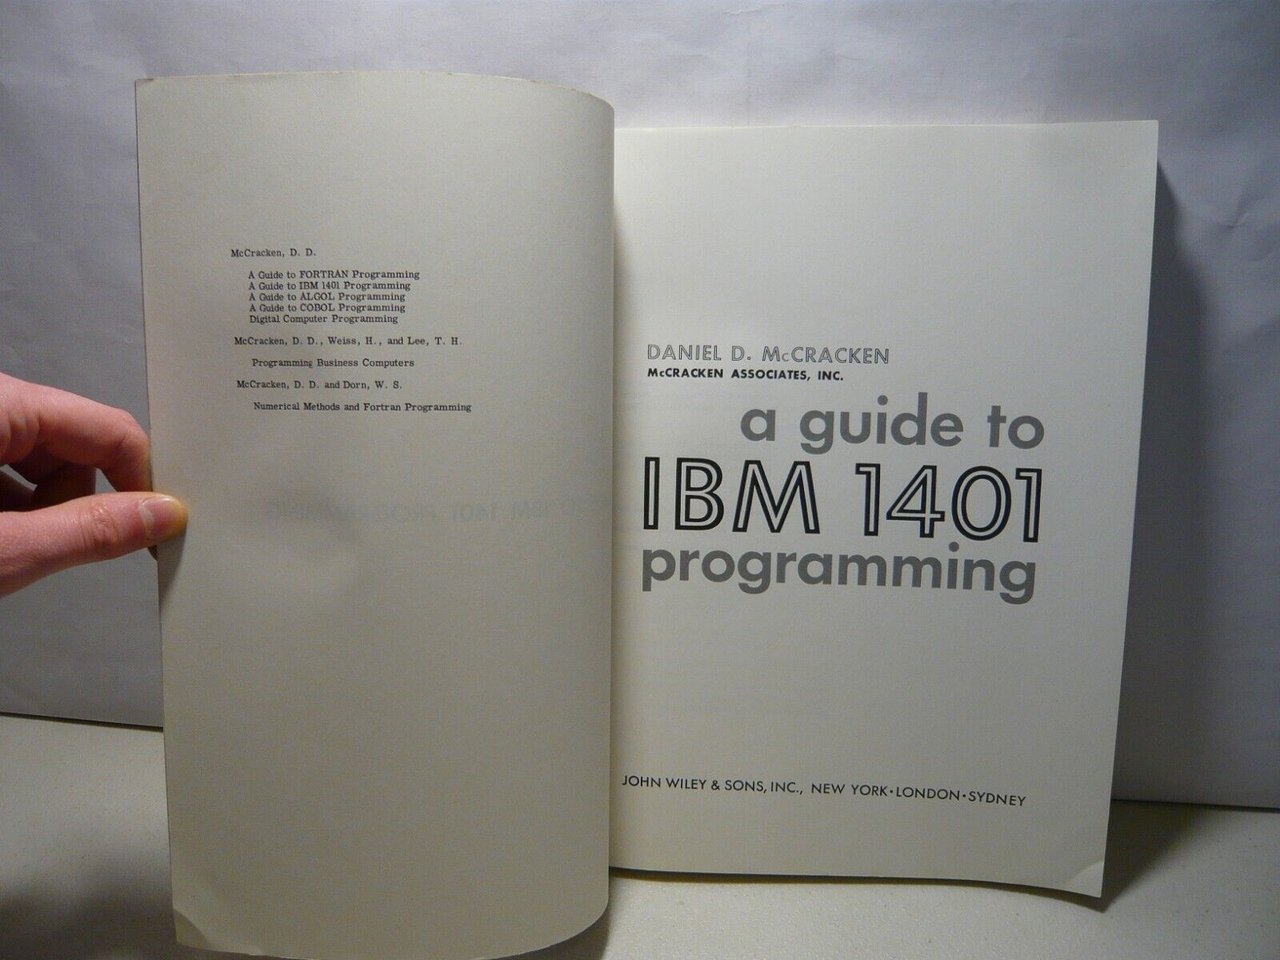 McCracken, D. D.
A Guide to FORTRAN Programming
A Guide to IBM 1401 Programming
A Guide to ALGOL Programming
A Guide to COBOL Programming
Digital Computer Programming
McCracken, D. D., Weiss, H., and Lee, T. H.
Programming Business Computers
McCracken, D. D. and Dorn, W. S.
Numerical Methods and Fortran Programming
DANIEL D. McCRACKEN
McCRACKEN ASSOCIATES, INC.
a guide to
IBM 1401
programming
JOHN WILEY & SONS, INC., NEW YORK·LONDON·SYDNEY